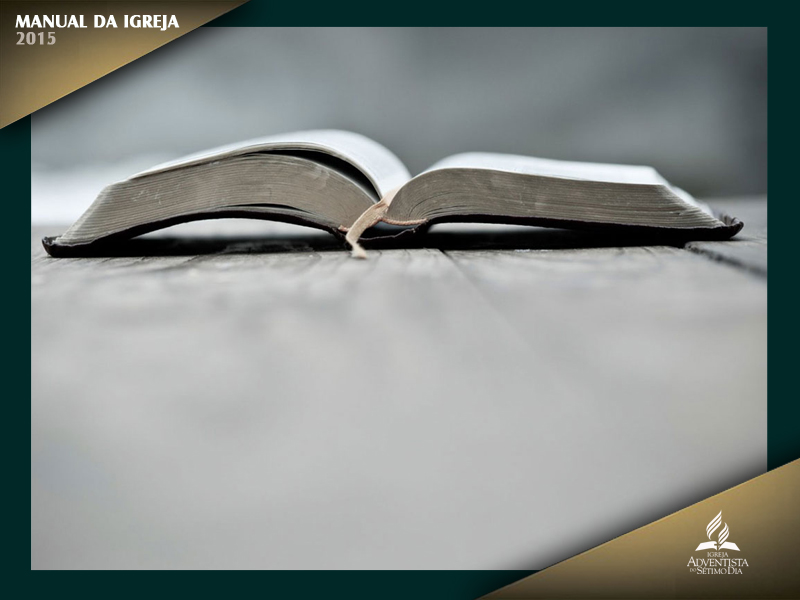 MANUAL DA IGREJA
2015
IGREJA
ADVENTISTA
DO SÉTIMO DIA